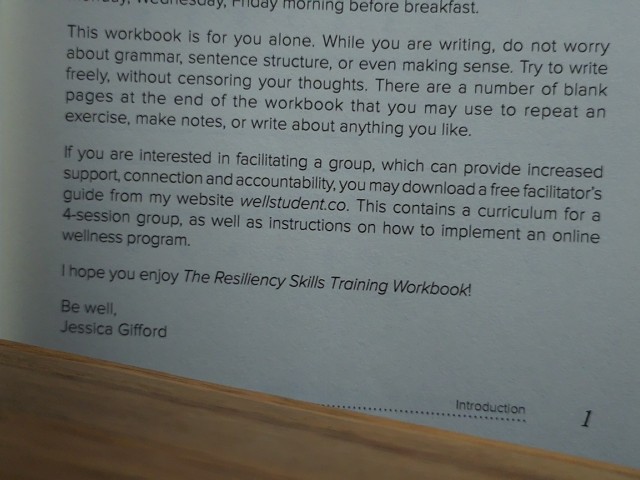 Wednesday, Friday morning before breakfast.
This workbook is for you alone. While you are writing, do not worry
about grammar, sentence structure, or even making sense. Try to write
freely, without censoring your thoughts. There are a number of blank
pages at the end of the workbook that you may use to repeat an
exercise, make notes, or write about anything you like.
If you are interested in facilitating a group, which can provide increased
support, connection and accountability, you may download a free facilitator's
guide from my website wellstudent.co. This contains a curriculum for a
4-session group, as well as instructions on how to implement an online
wellness program.
I hope you enjoy The Resiliency Skills Training Workbook!
Be well,
Jessica Gifford
Introduction
1